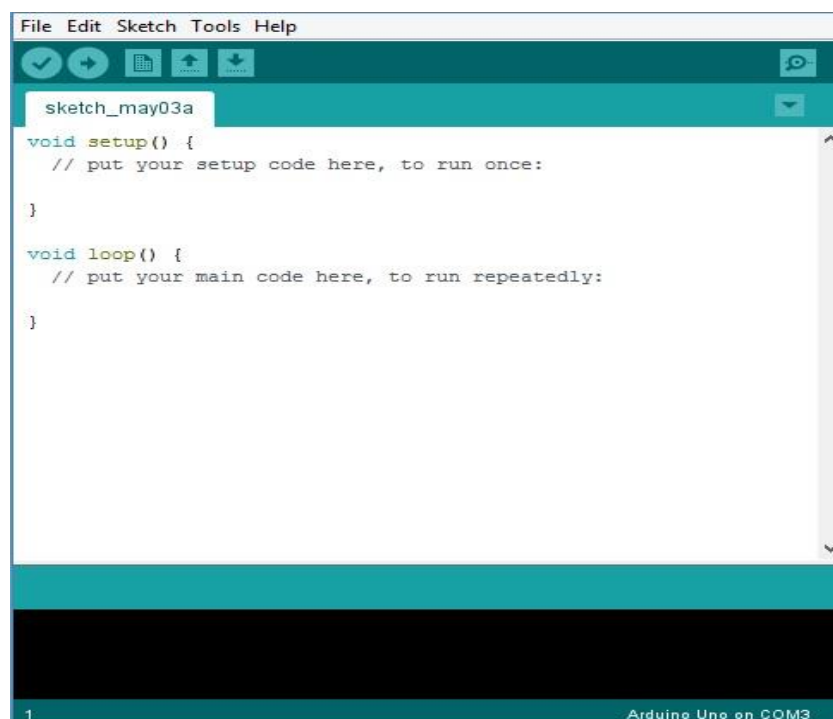 File Edit Sketch Tools Help
sketch_may03a
void setup() {
  // put your setup code here, to run once:
}
void loop() {
  // put your main code here, to run repeatedly:
}
1 Arduino Uno on COM3